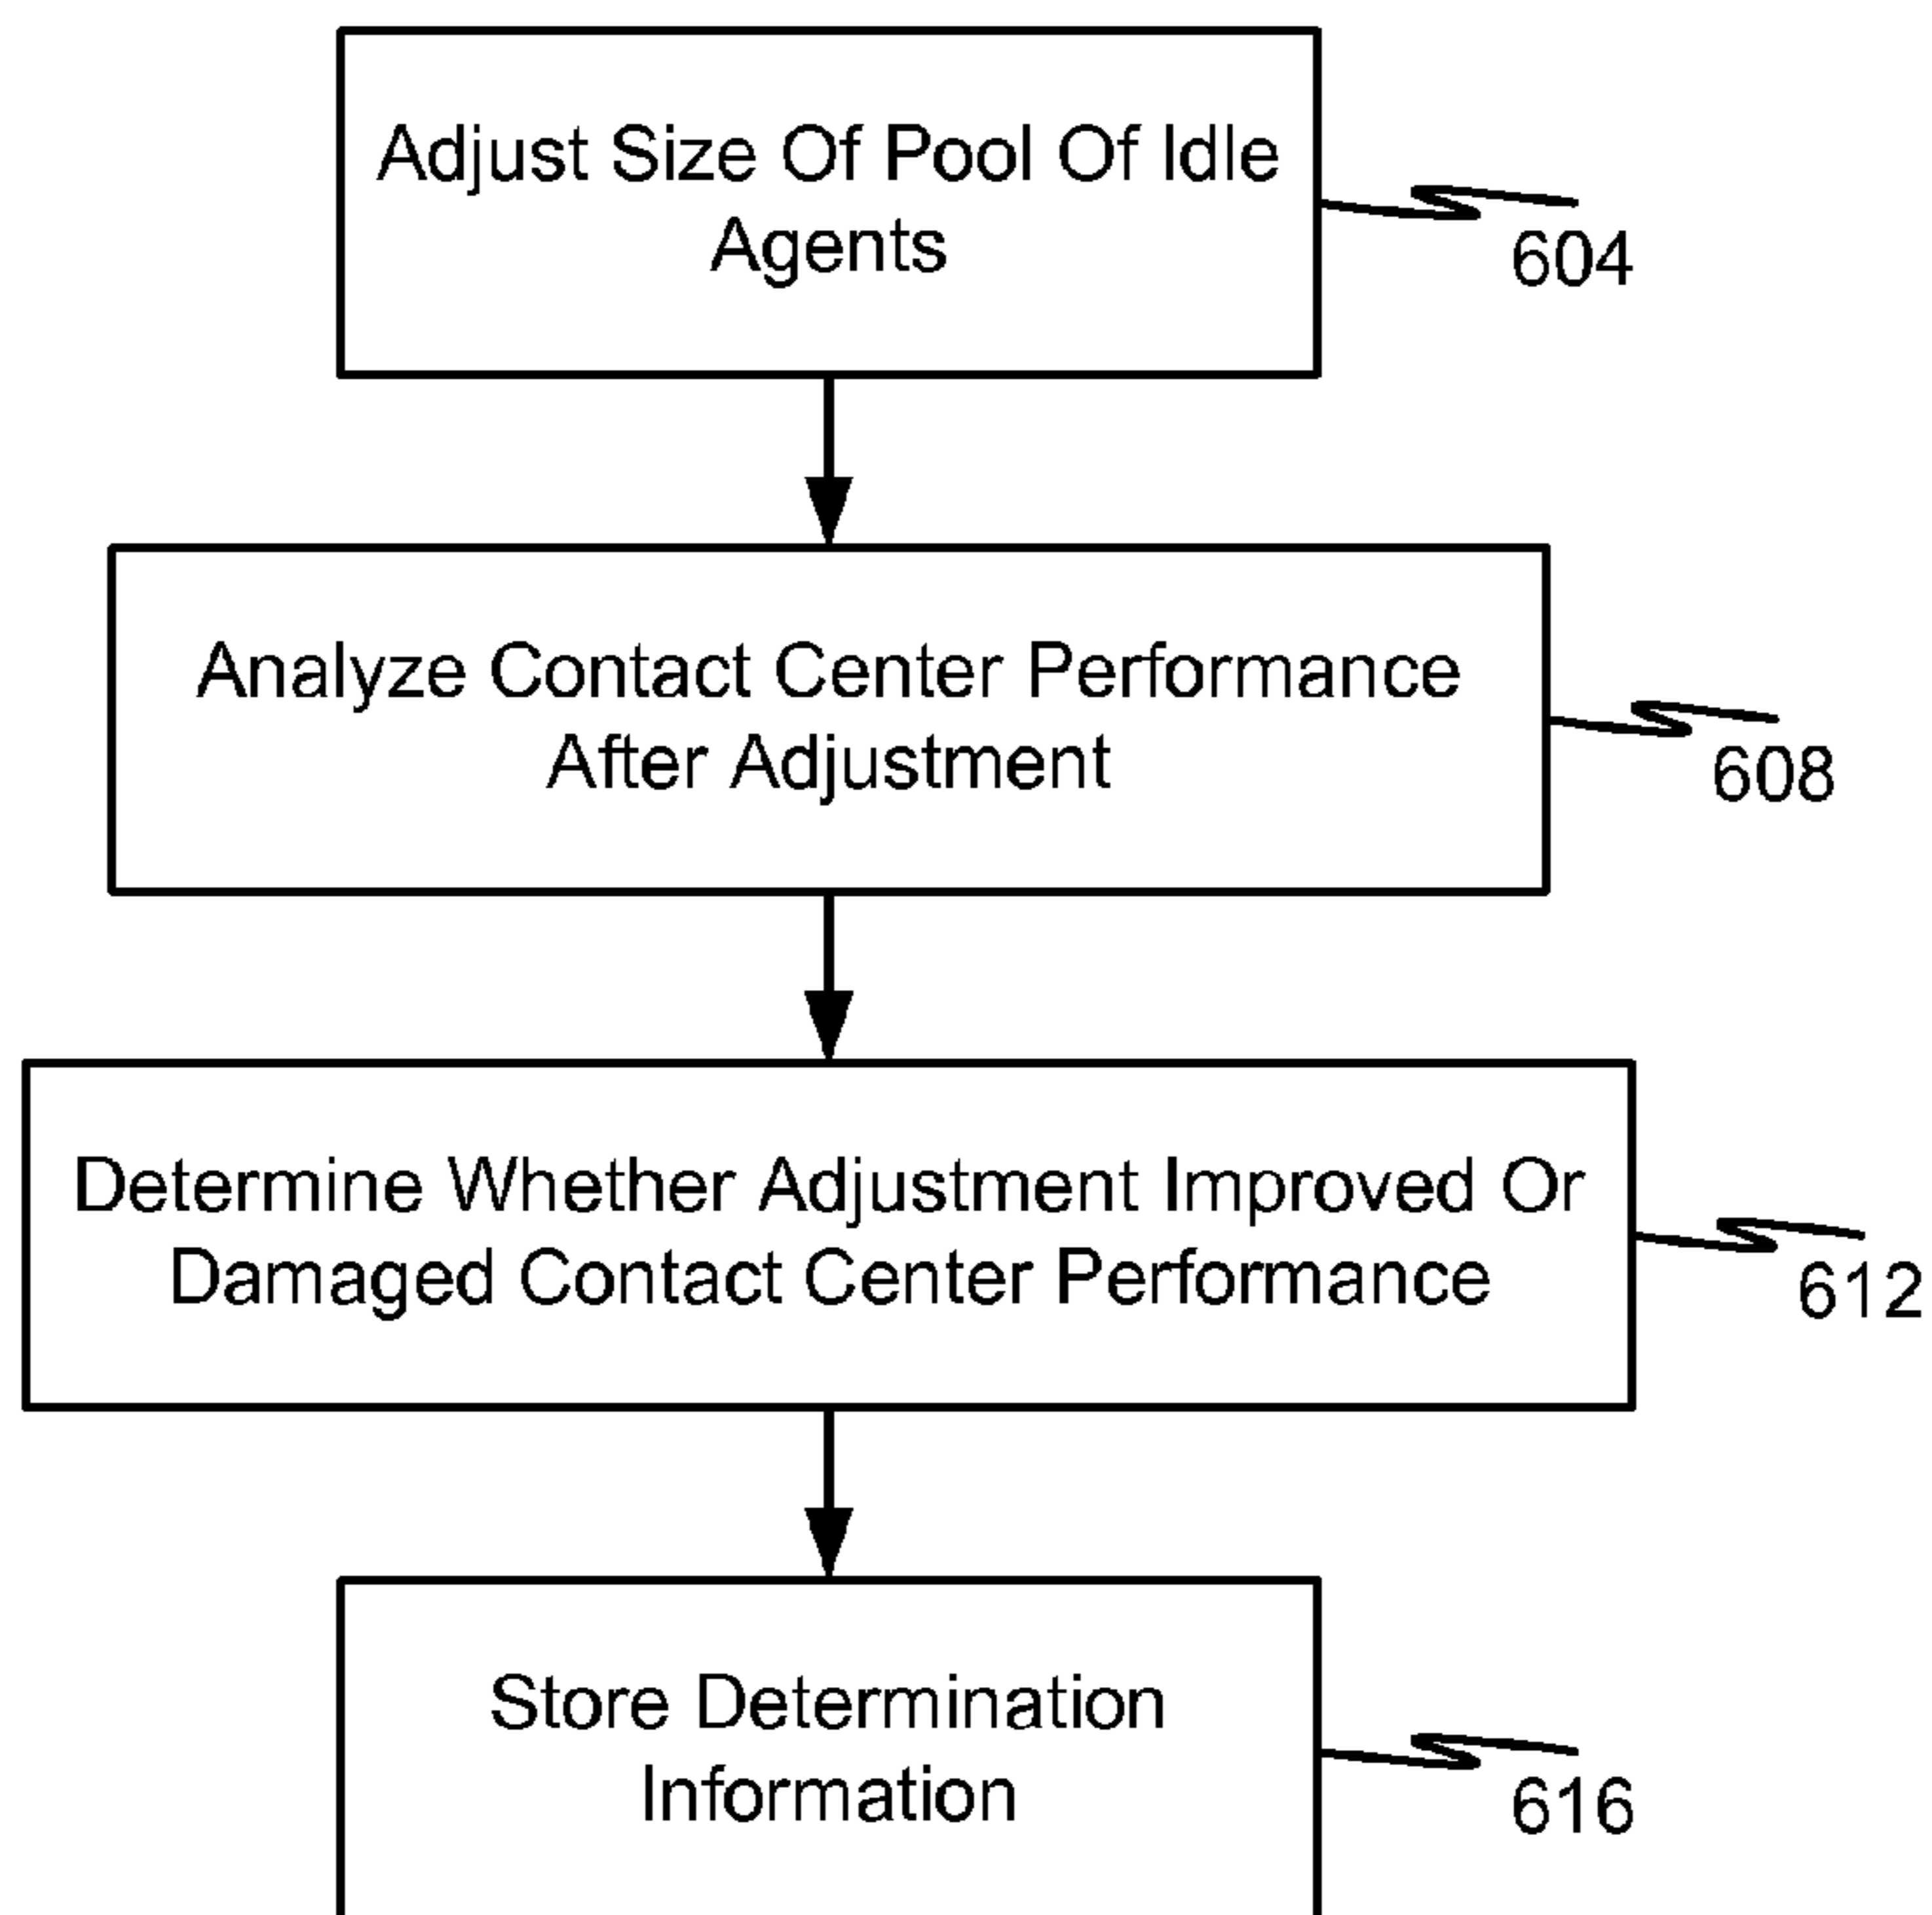 Adjust Size Of Pool Of Idle
Agents
604
Analyze Contact Center Performance
After Adjustment
608
Determine Whether Adjustment Improved Or
Damaged Contact Center Performance
612
Store Determination
Information
616